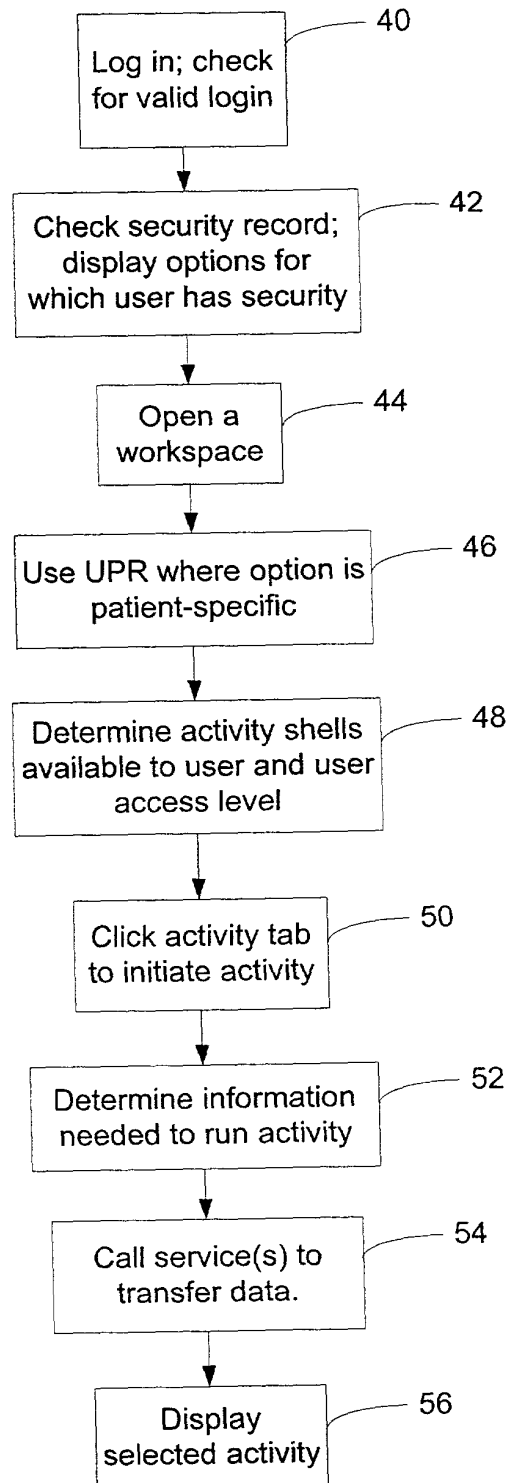 40
Log in; check
for valid login
42
Check security record;
display options for
which user has security
44
Open a
workspace
46
Use UPR where option is
patient-specific
48
Determine activity shells
available to user and user
access level
50
Click activity tab
to initiate activity
52
Determine information
needed to run activity
54
Call service(s) to
transfer data.
56
Display
selected activity